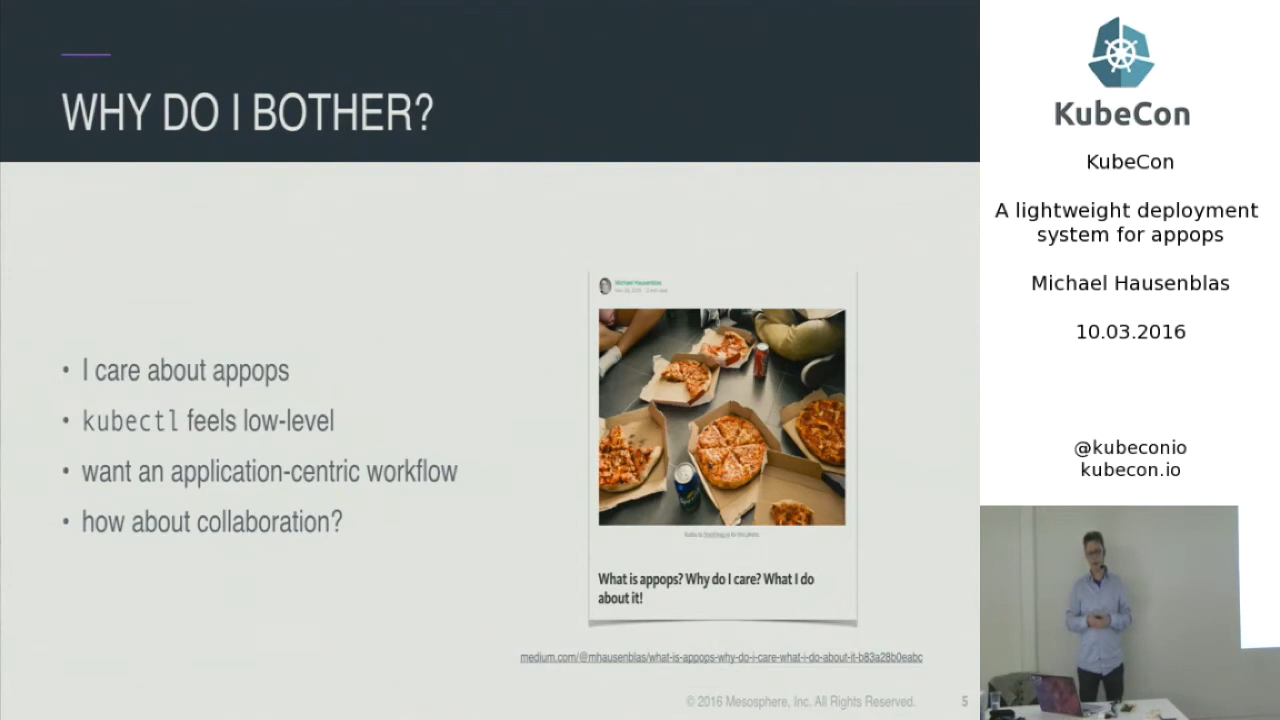 WHY DO I BOTHER?
• I care about appops
• kubectl feels low-level
• want an application-centric workflow
• how about collaboration?
Michael Hausenblas
What is appops? Why do I care? What I do
about it!
medium.com/@mhausenblas/what-is-appops-why-do-i-care-what-i-do-about-it-b83a28b0eabc
© 2016 Mesosphere, Inc. All Rights Reserved.
5
KubeCon
KubeCon
A lightweight deployment
system for appops
Michael Hausenblas
10.03.2016
@kubeconio
kubecon.io